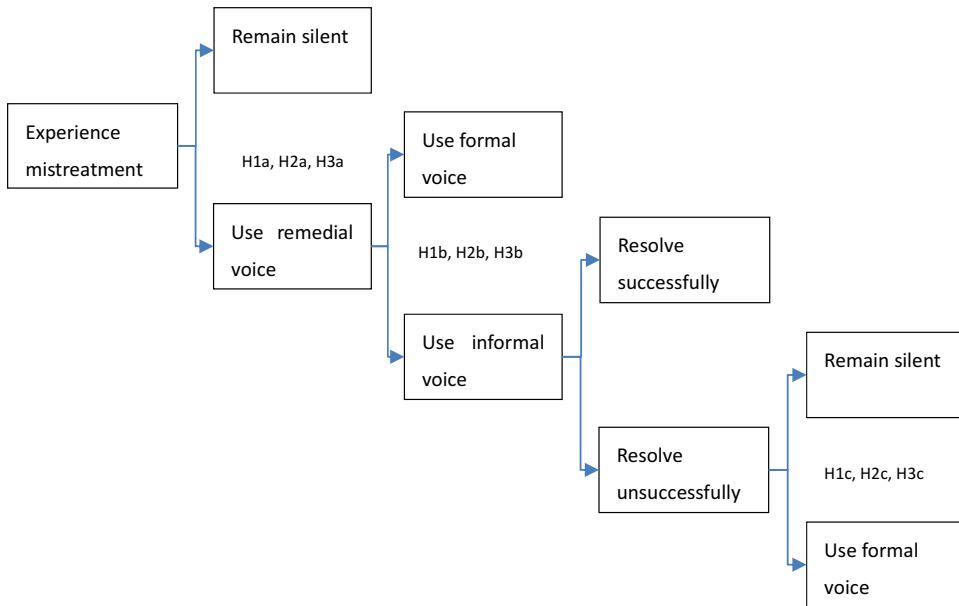 Remain silent
Experience
mistreatment
H1a, H2a, H3a
Use remedial
voice
Use formal
voice
H1b, H2b, H3b
Use informal
voice
Resolve
successfully
Resolve
unsuccessfully
Remain silent
H1c, H2c, H3c
Use formal
voice